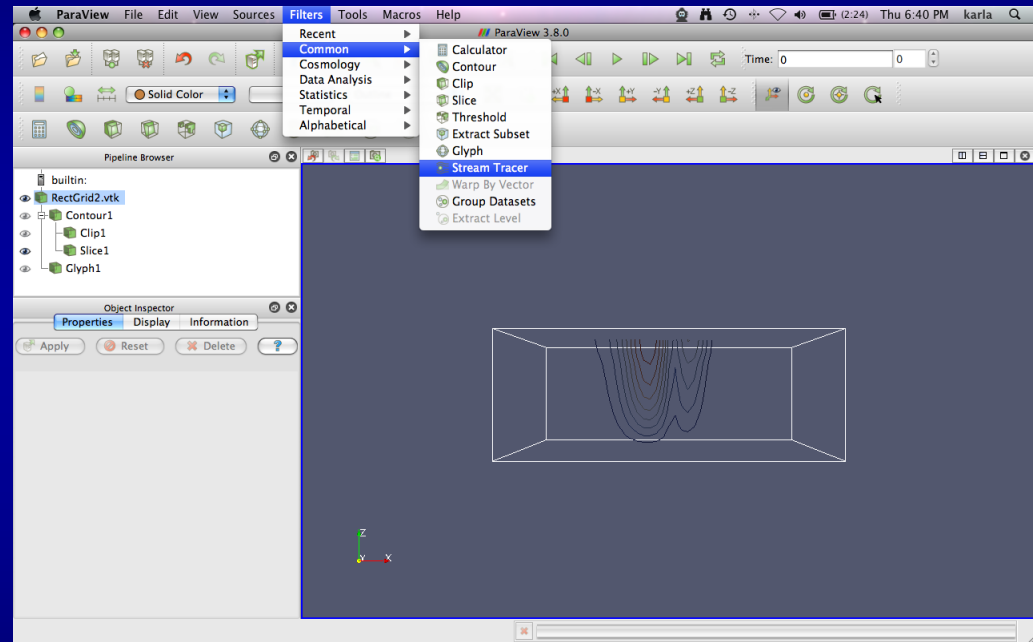 ParaView File Edit View Sources Filters Tools Macros Help (2:24) Thu 6:40 PM karla
ParaView 3.8.0
Recent
Common
Cosmology
Data Analysis
Statistics
Temporal
Alphabetical
Calculator
Contour
Clip
Slice
Threshold
Extract Subset
Glyph
Stream Tracer
Warp By Vector
Group Datasets
Extract Level
Time: 0 0
Solid Color
+X -X +Y -Y +Z -Z
Pipeline Browser
builtin:
RectGrid2.vtk
Contour1
Clip1
Slice1
Glyph1
Object Inspector
Properties Display Information
Apply Reset Delete ?
Z
Y X